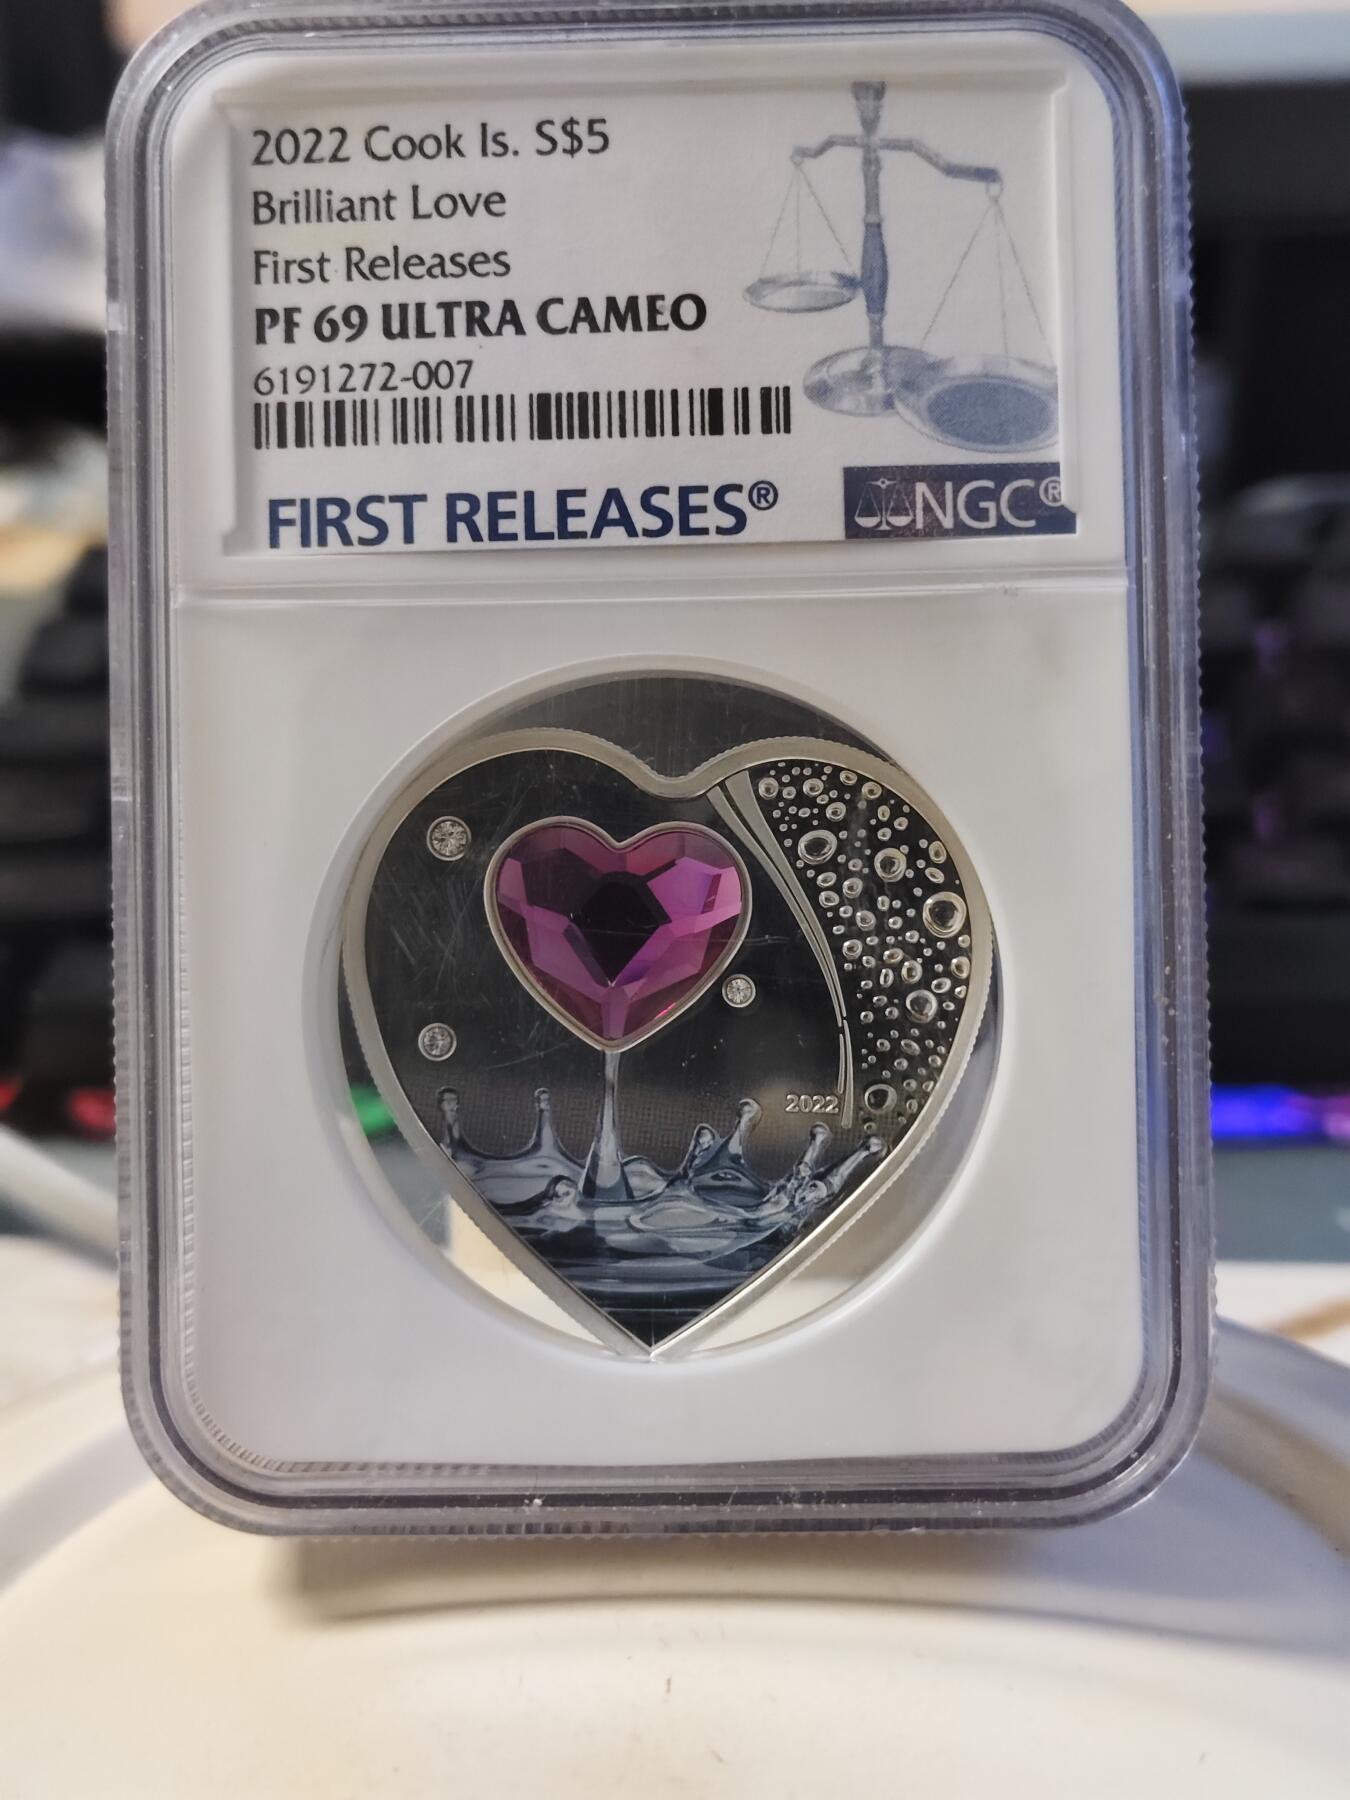 2022 Cook Is. S$5
Brilliant Love
First Releases
PF 69 ULTRA CAMEO
6191272-007
FIRST RELEASES®
NGC®
2022